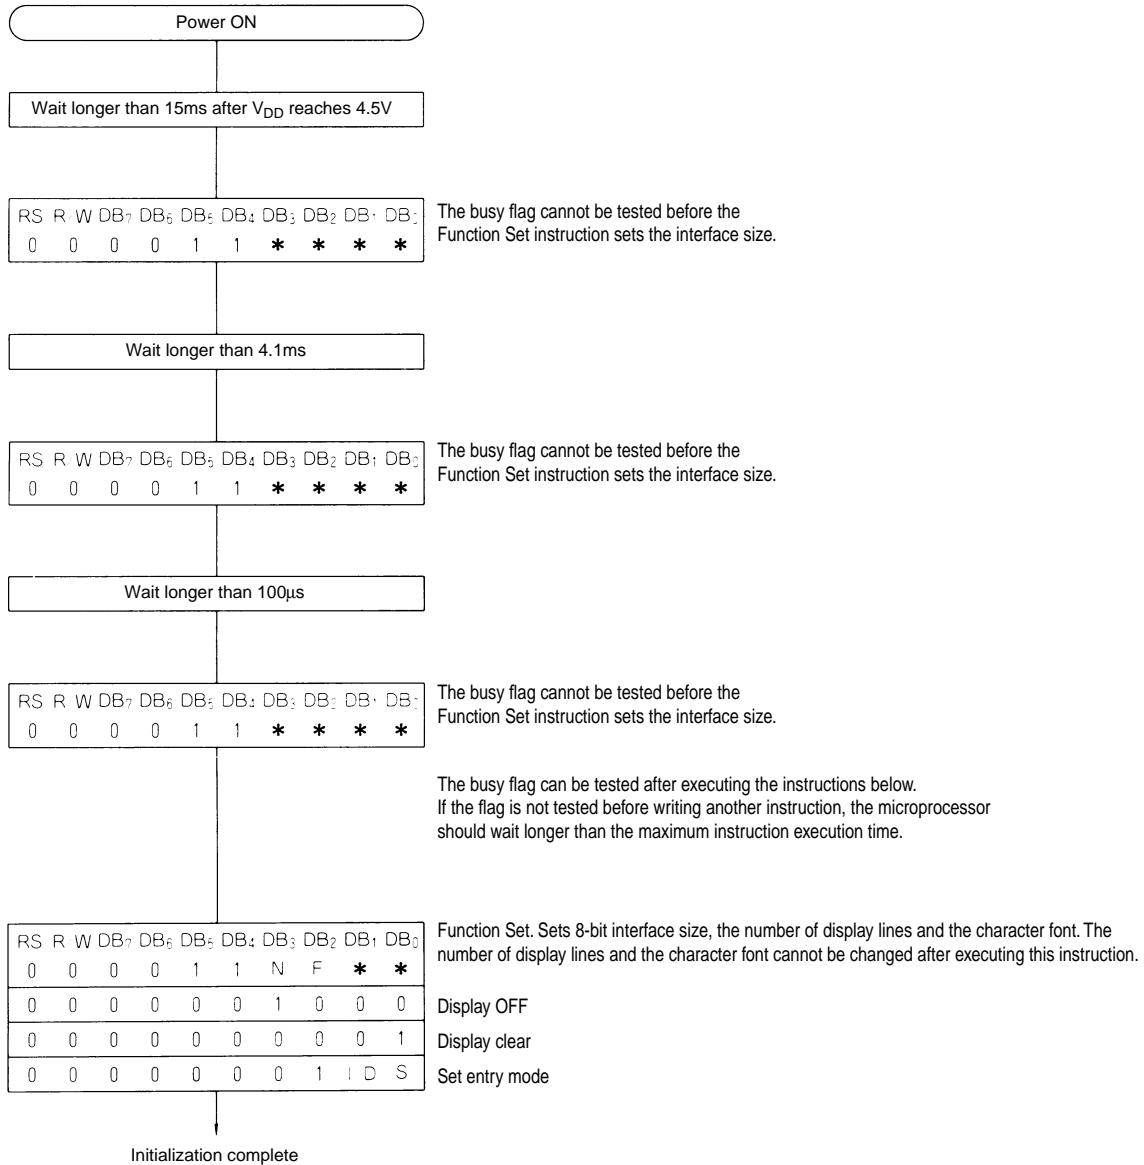 Power ON
Wait longer than 15ms after VDD reaches 4.5V
RS R/W DB7 DB6 DB5 DB4 DB3 DB2 DB1 DB0
0 0 0 0 1 1 * * * *
The busy flag cannot be tested before the
Function Set instruction sets the interface size.
Wait longer than 4.1ms
RS R/W DB7 DB6 DB5 DB4 DB3 DB2 DB1 DB0
0 0 0 0 1 1 * * * *
The busy flag cannot be tested before the
Function Set instruction sets the interface size.
Wait longer than 100µs
RS R/W DB7 DB6 DB5 DB4 DB3 DB2 DB1 DB0
0 0 0 0 1 1 * * * *
The busy flag cannot be tested before the
Function Set instruction sets the interface size.
The busy flag can be tested after executing the instructions below.
If the flag is not tested before writing another instruction, the microprocessor
should wait longer than the maximum instruction execution time.
RS R/W DB7 DB6 DB5 DB4 DB3 DB2 DB1 DB0
0 0 0 0 1 1 N F * *
Function Set. Sets 8-bit interface size, the number of display lines and the character font. The
number of display lines and the character font cannot be changed after executing this instruction.
0 0 0 0 0 0 1 0 0 0
Display OFF
0 0 0 0 0 0 0 0 0 1
Display clear
0 0 0 0 0 0 0 1 I D S
Set entry mode
Initialization complete